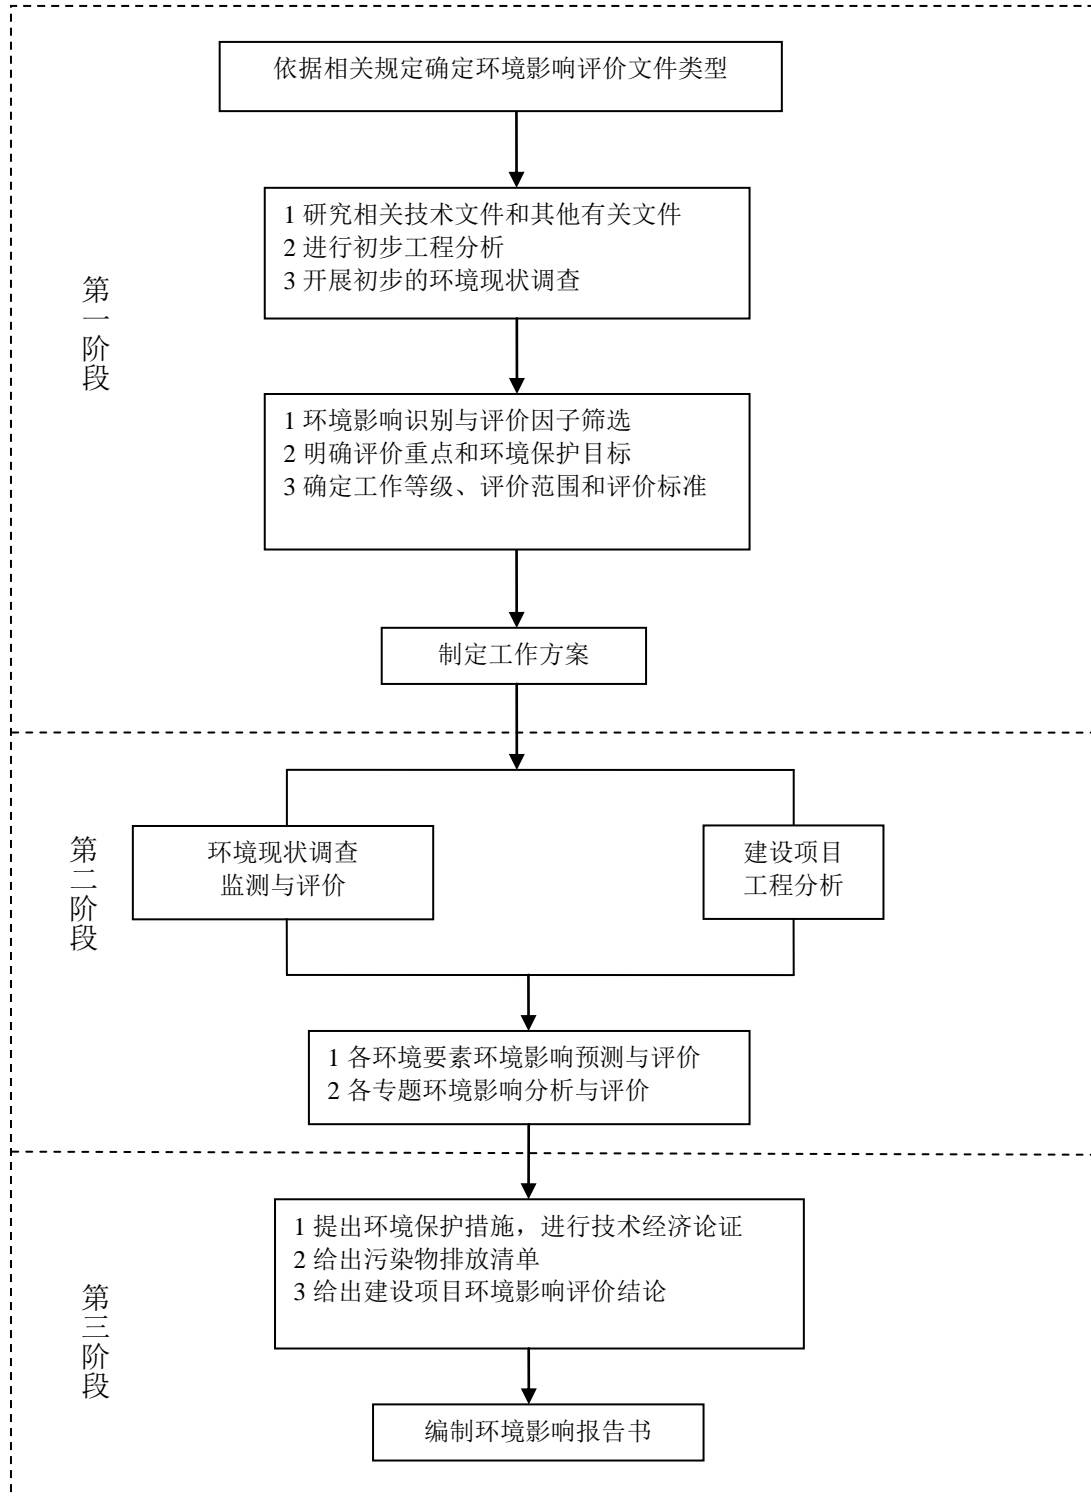 依据相关规定确定环境影响评价文件类型
1 研究相关技术文件和其他有关文件
2 进行初步工程分析
3 开展初步的环境现状调查
第一阶段
1 环境影响识别与评价因子筛选
2 明确评价重点和环境保护目标
3 确定工作等级、评价范围和评价标准
制定工作方案
第二阶段
环境现状调查
监测与评价
建设项目
工程分析
1 各环境要素环境影响预测与评价
2 各专题环境影响分析与评价
第三阶段
1 提出环境保护措施，进行技术经济论证
2 给出污染物排放清单
3 给出建设项目环境影响评价结论
编制环境影响报告书